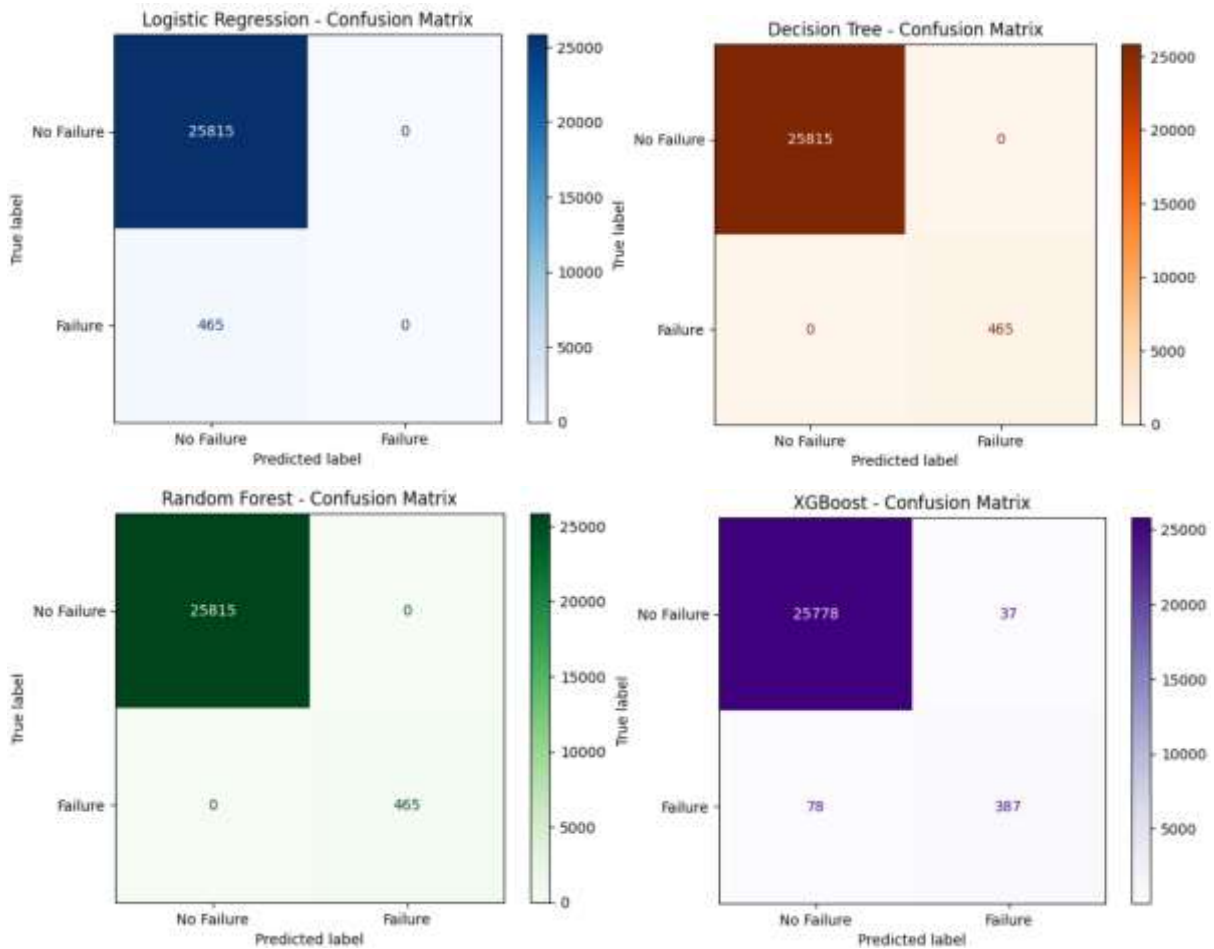 Logistic Regression - Confusion Matrix
No Failure
Failure
True label
25815
0
465
0
No Failure
Failure
Predicted label
25000
20000
15000
10000
5000
0
Decision Tree - Confusion Matrix
No Failure
Failure
True label
25815
0
0
465
No Failure
Failure
Predicted label
25000
20000
15000
10000
5000
0
Random Forest - Confusion Matrix
No Failure
Failure
True label
25815
0
0
465
No Failure
Failure
Predicted label
25000
20000
15000
10000
5000
0
XGBoost - Confusion Matrix
No Failure
Failure
True label
25778
37
78
387
No Failure
Failure
Predicted label
25000
20000
15000
10000
5000